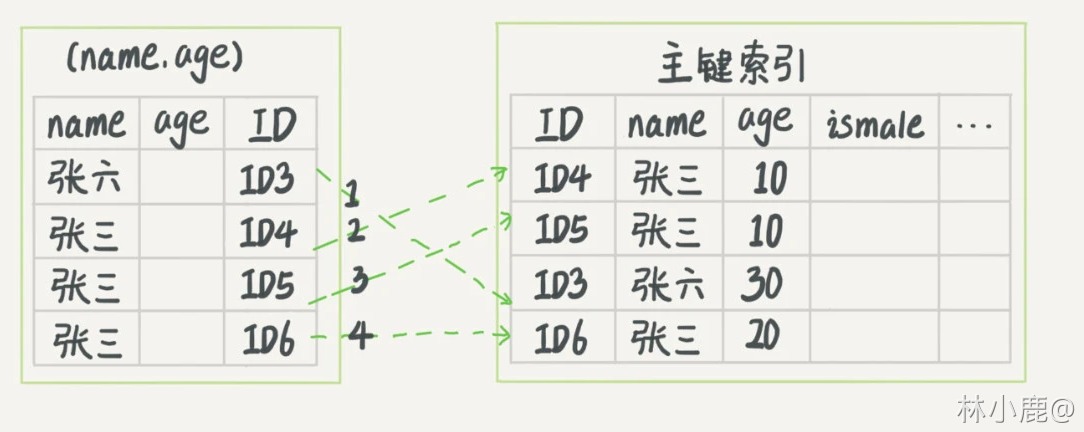 (name.age)
name age ID
张六 ID3
张三 ID4
张三 ID5
张三 ID6
1
2
3
4
主键索引
ID name age ismale ...
ID4 张三 10
ID5 张三 10
ID3 张六 30
ID6 张三 20
林小鹿@